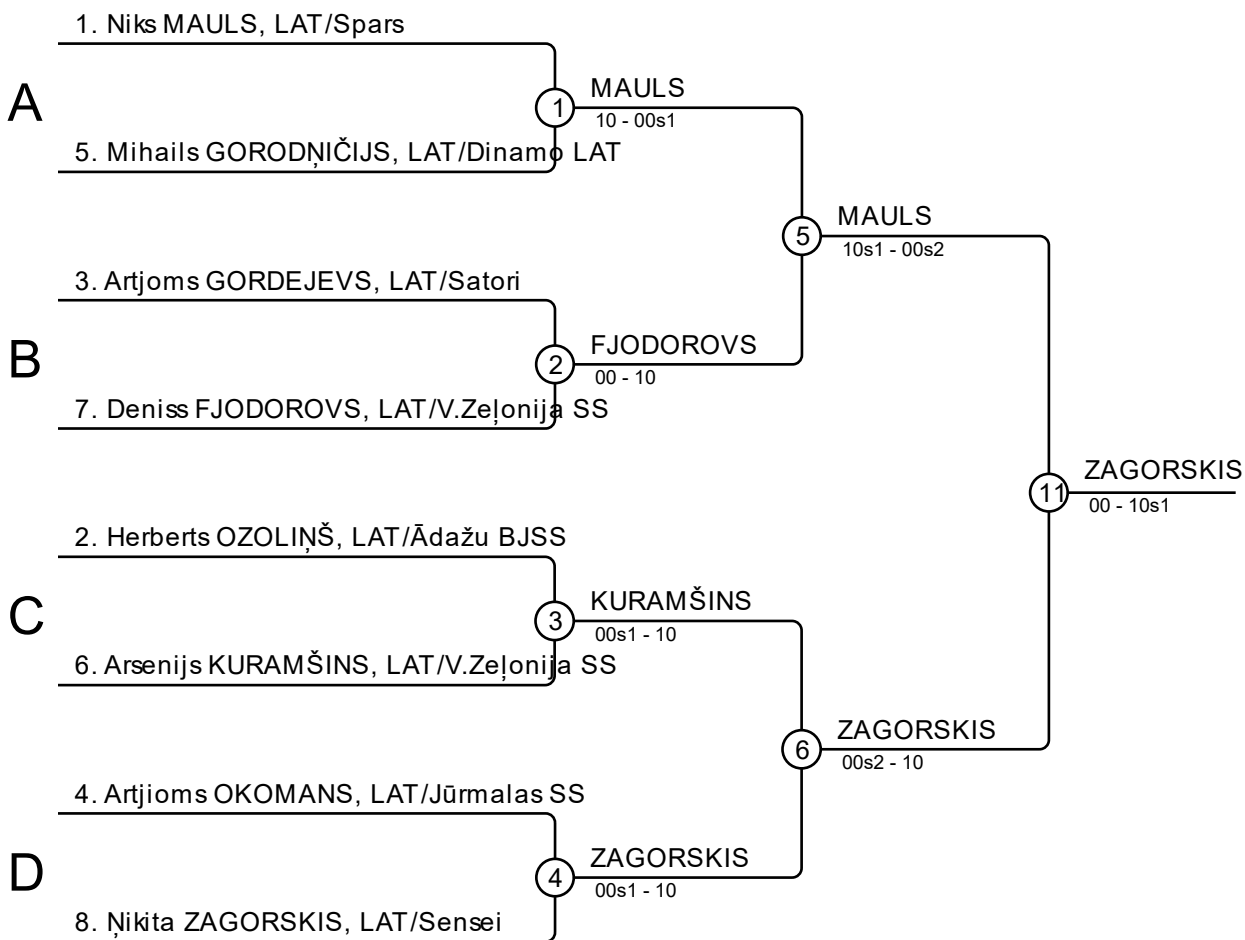 1. Niks MAULS, LAT/Spars
A
1
MAULS
10 - 00s1
5. Mihails GORODŅIČIJS, LAT/Dinamo LAT
5
MAULS
10s1 - 00s2
3. Artjoms GORDEJEVS, LAT/Satori
B
2
FJODOROVS
00 - 10
7. Deniss FJODOROVS, LAT/V.Zeļonija SS
11
ZAGORSKIS
00 - 10s1
2. Herberts OZOLIŅŠ, LAT/Ādažu BJSS
C
3
KURAMŠINS
00s1 - 10
6. Arsenijs KURAMŠINS, LAT/V.Zeļonija SS
6
ZAGORSKIS
00s2 - 10
4. Artjioms OKOMANS, LAT/Jūrmalas SS
D
4
ZAGORSKIS
00s1 - 10
8. Ņikita ZAGORSKIS, LAT/Sensei